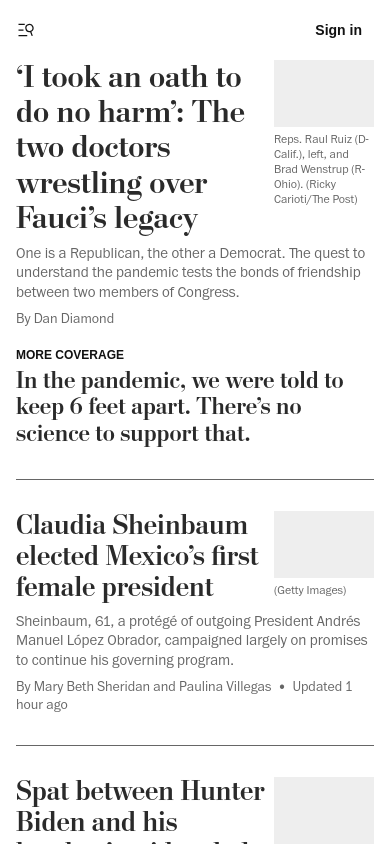 Sign in
‘I took an oath to
do no harm’: The
two doctors
wrestling over
Fauci’s legacy
Reps. Raul Ruiz (D-
Calif.), left, and
Brad Wenstrup (R-
Ohio). (Ricky
Carioti/The Post)
One is a Republican, the other a Democrat. The quest to
understand the pandemic tests the bonds of friendship
between two members of Congress.
By Dan Diamond
MORE COVERAGE
In the pandemic, we were told to
keep 6 feet apart. There’s no
science to support that.
Claudia Sheinbaum
elected Mexico’s first
female president
(Getty Images)
Sheinbaum, 61, a protégé of outgoing President Andrés
Manuel López Obrador, campaigned largely on promises
to continue his governing program.
By Mary Beth Sheridan and Paulina Villegas • Updated 1
hour ago
Spat between Hunter
Biden and his